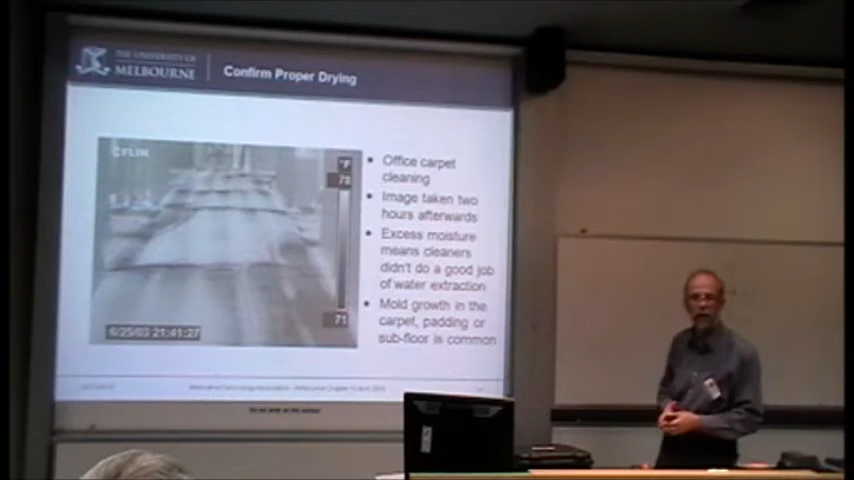 THE UNIVERSITY OF
MELBOURNE
Confirm Proper Drying
FLIR
°F
78
71
6/25/03 21:41:27
• Office carpet
cleaning
• Image taken two
hours afterwards
• Excess moisture
means cleaners
didn't do a good job
of water extraction
• Mold growth in the
carpet, padding or
sub-floor is common